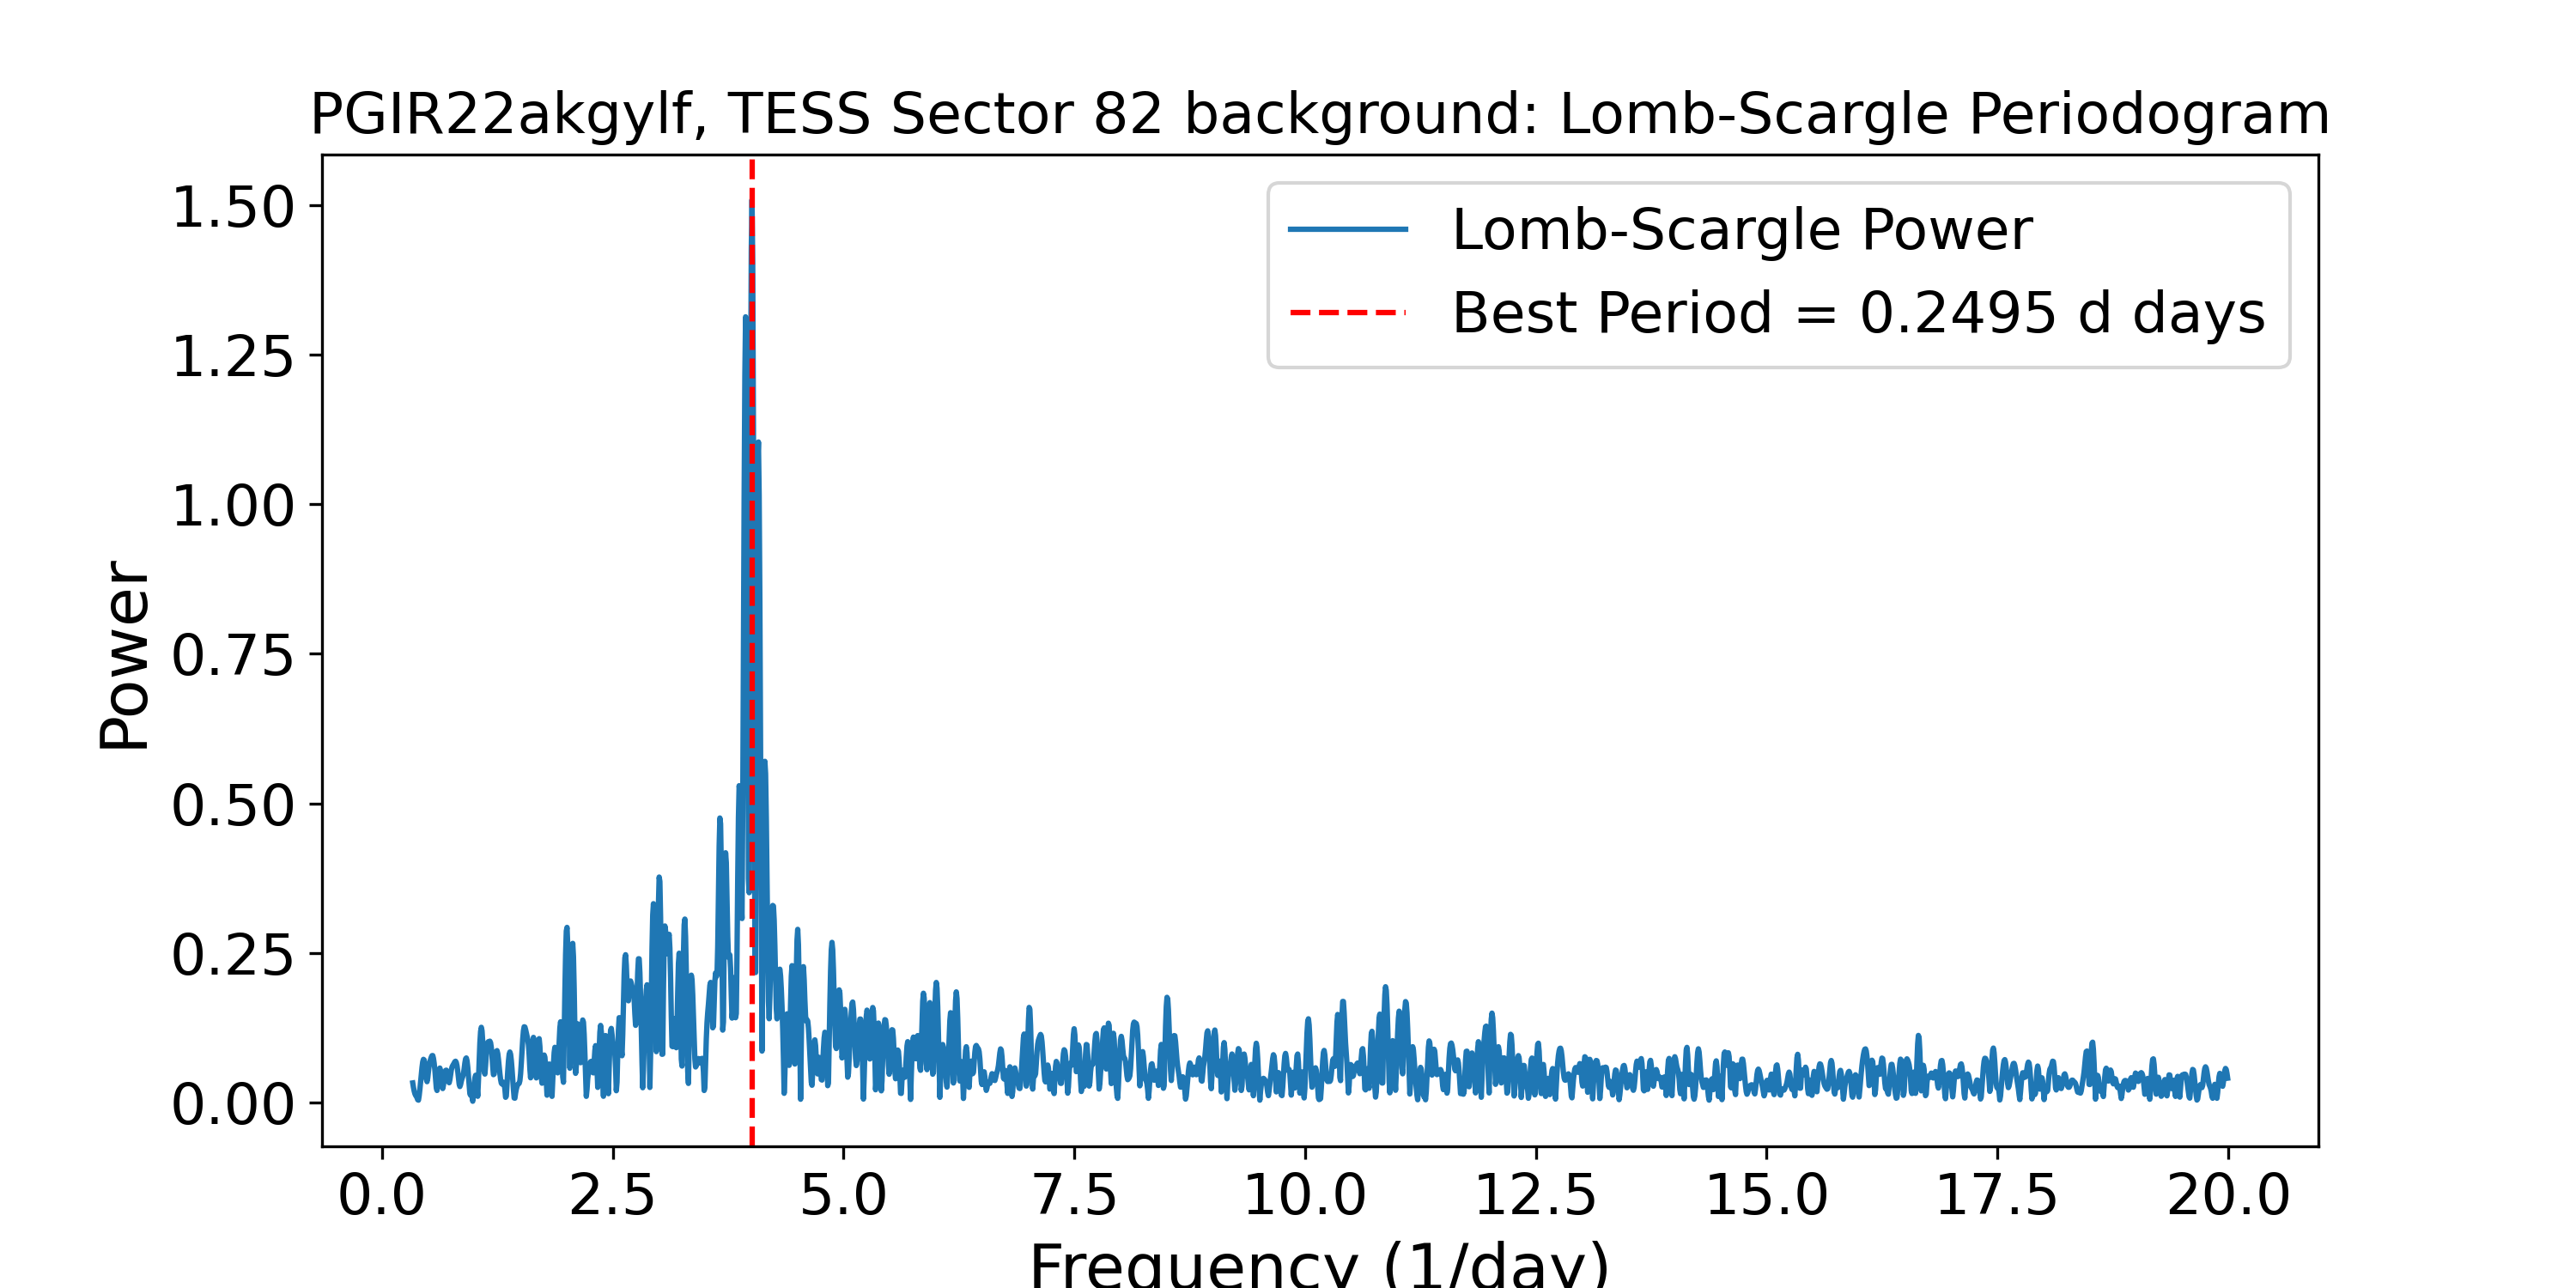 PGIR22akgylf, TESS Sector 82 background: Lomb-Scargle Periodogram
Lomb-Scargle Power
Best Period = 0.2495 d days
1.50
1.25
1.00
0.75
0.50
0.25
0.00
Power
0.0 2.5 5.0 7.5 10.0 12.5 15.0 17.5 20.0
Frequency (1/day)